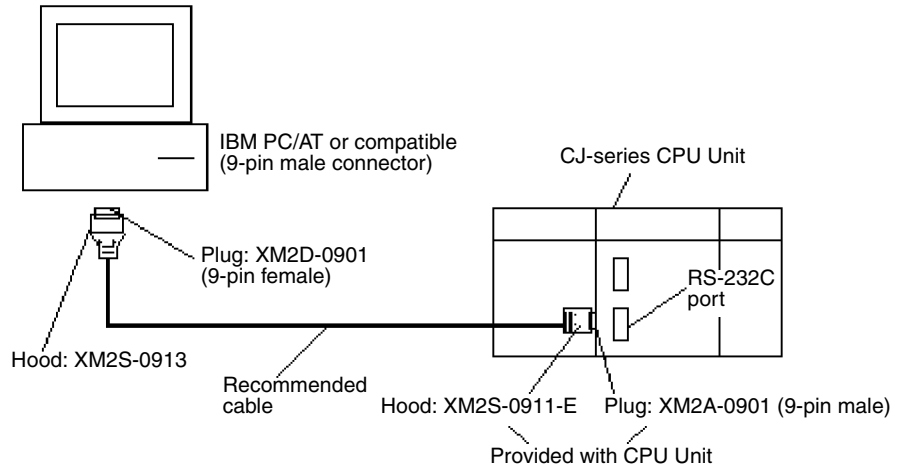 IBM PC/AT or compatible
(9-pin male connector)
CJ-series CPU Unit
Plug: XM2D-0901
(9-pin female)
RS-232C
port
Hood: XM2S-0913
Recommended
cable
Hood: XM2S-0911-E
Plug: XM2A-0901 (9-pin male)
Provided with CPU Unit